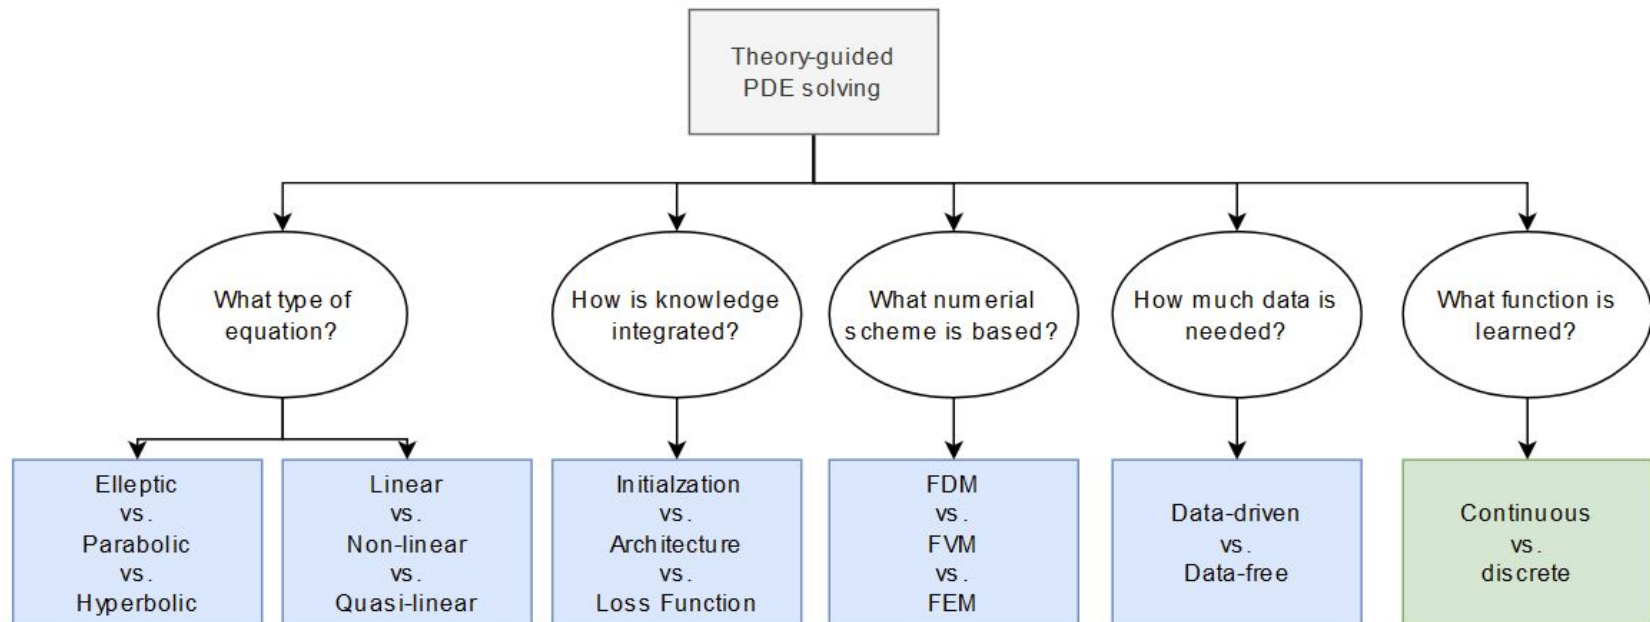 Theory-guided
PDE solving
What type of
equation?
How is knowledge
integrated?
What numerial
scheme is based?
How much data is
needed?
What function is
learned?
Elleptic
vs.
Parabolic
vs.
Hyperbolic
Linear
vs.
Non-linear
vs.
Quasi-linear
Initialzation
vs.
Architecture
vs.
Loss Function
FDM
vs.
FVM
vs
FEM
Data-driven
vs.
Data-free
Continuous
vs.
discrete